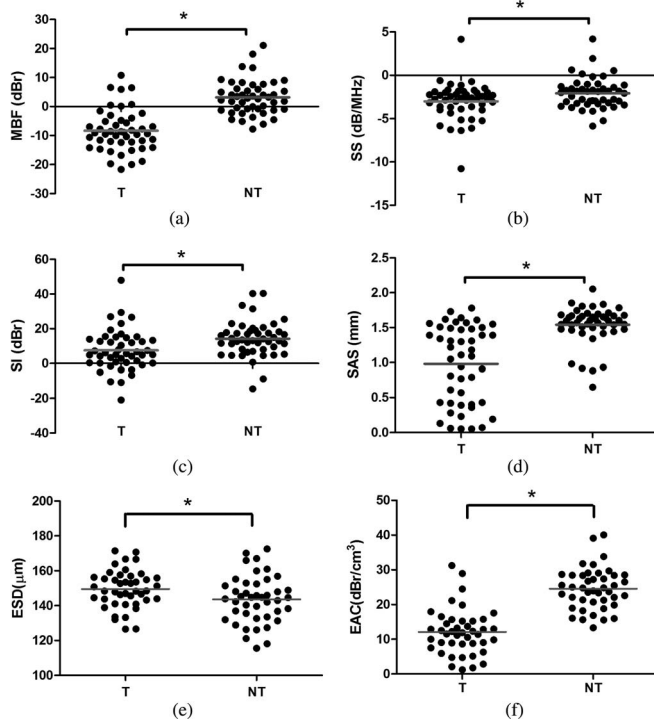 MBF (dBr)
30
20
10
0
-10
-20
-30
*
T
NT
(a)
SS (dB/MHz)
5
0
-5
-10
-15
*
T
NT
(b)
SI (dBr)
60
40
20
0
-20
-40
*
T
NT
(c)
SAS (mm)
2.5
2.0
1.5
1.0
0.5
0.0
*
T
NT
(d)
ESD(μm)
200
180
160
140
120
100
*
T
NT
(e)
EAC(dBr/cm³)
50
40
30
20
10
0
*
T
NT
(f)